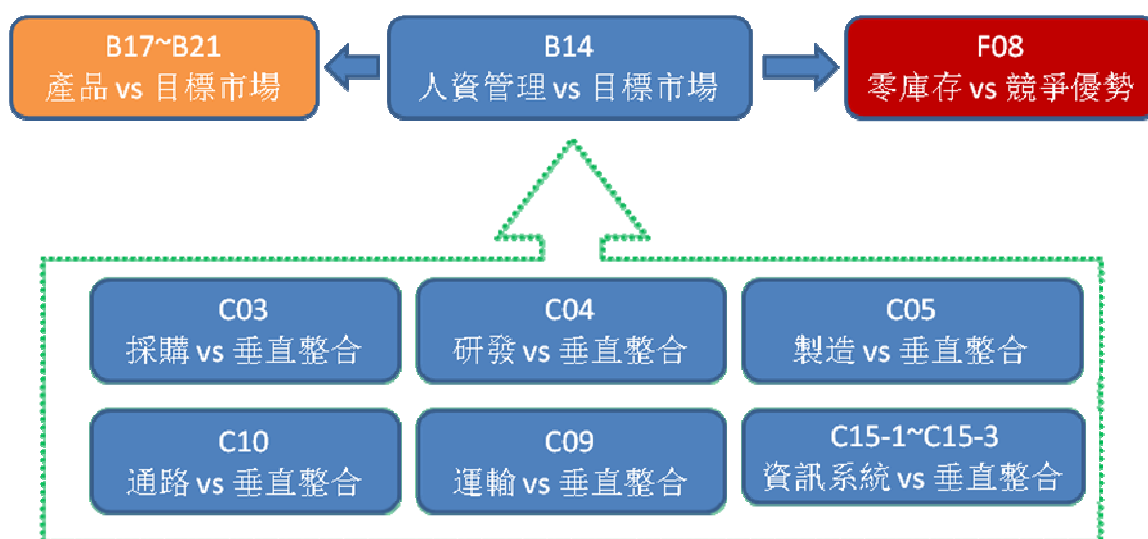 B17~B21
產品 vs 目標市場
B14
人資管理 vs 目標市場
F08
零庫存 vs 競爭優勢
C03
採購 vs 垂直整合
C04
研發 vs 垂直整合
C05
製造 vs 垂直整合
C10
通路 vs 垂直整合
C09
運輸 vs 垂直整合
C15-1~C15-3
資訊系統 vs 垂直整合